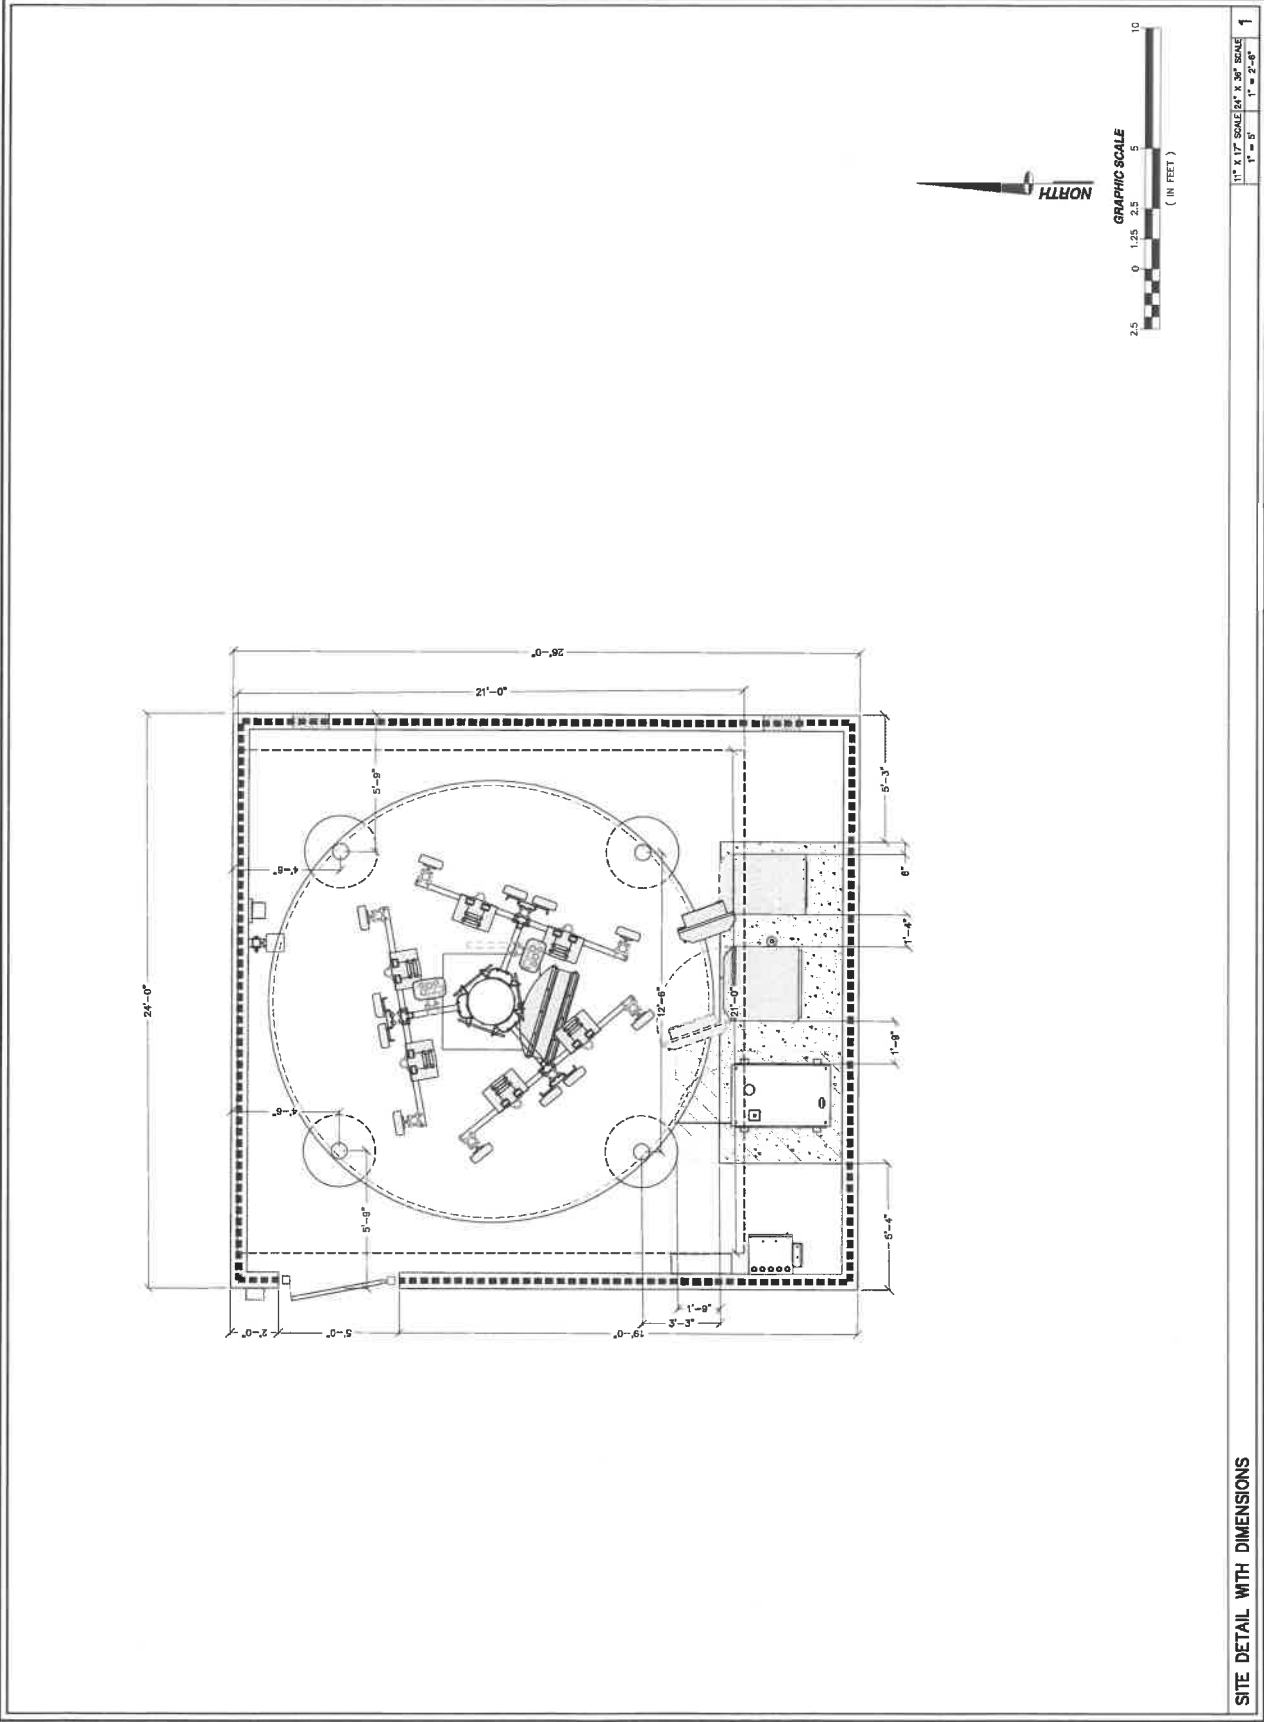 24'-0"
26'-0"
21'-0"
5'-9"
4'-6"
4'-6"
5'-9"
12'-6"
21'-0"
5'-3"
6"
1'-4"
1'-9"
5'-4"
1'-9"
3'-3"
2'-0"
5'-0"
19'-0"
NORTH
GRAPHIC SCALE
2.5 0 1.25 2.5 5 10
( IN FEET )
SITE DETAIL WITH DIMENSIONS
11" X 17" SCALE
1" = 5'
24" X 36" SCALE
1" = 2'-6"
1